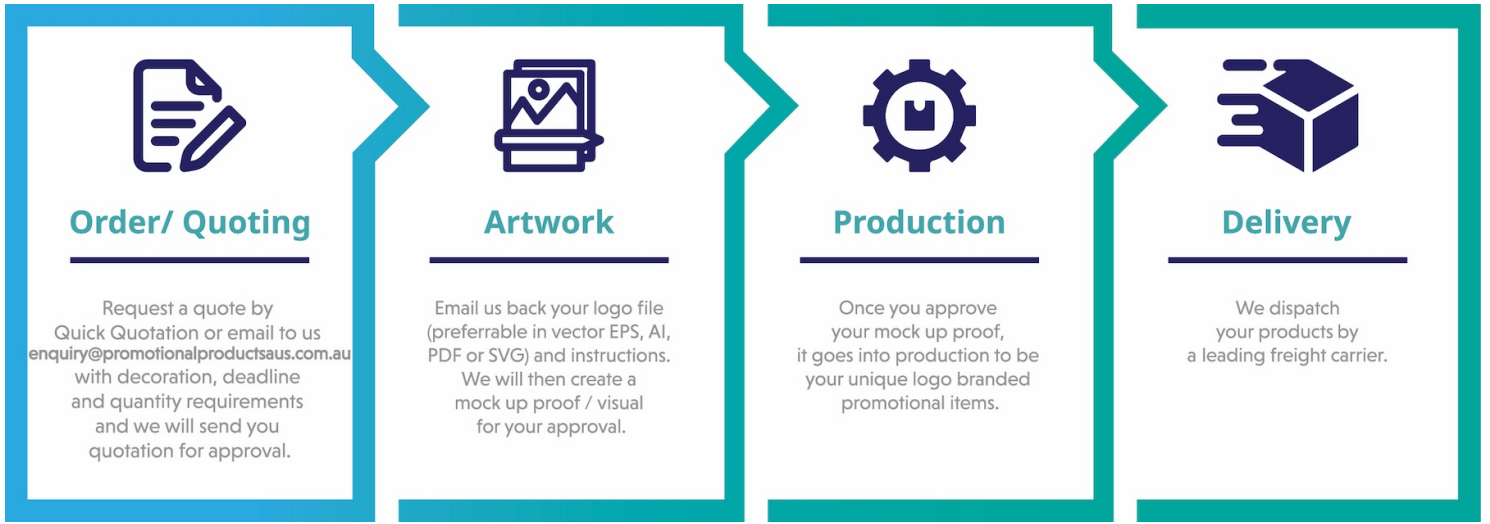 Order/ Quoting
Request a quote by
Quick Quotation or email to us
enquiry@promotionalproductsaus.com.au
with decoration, deadline
and quantity requirements
and we will send you
quotation for approval.
Artwork
Email us back your logo file
(preferrable in vector EPS, AI,
PDF or SVG) and instructions.
We will then create a
mock up proof / visual
for your approval.
Production
Once you approve
your mock up proof,
it goes into production to be
your unique logo branded
promotional items.
Delivery
We dispatch
your products by
a leading freight carrier.